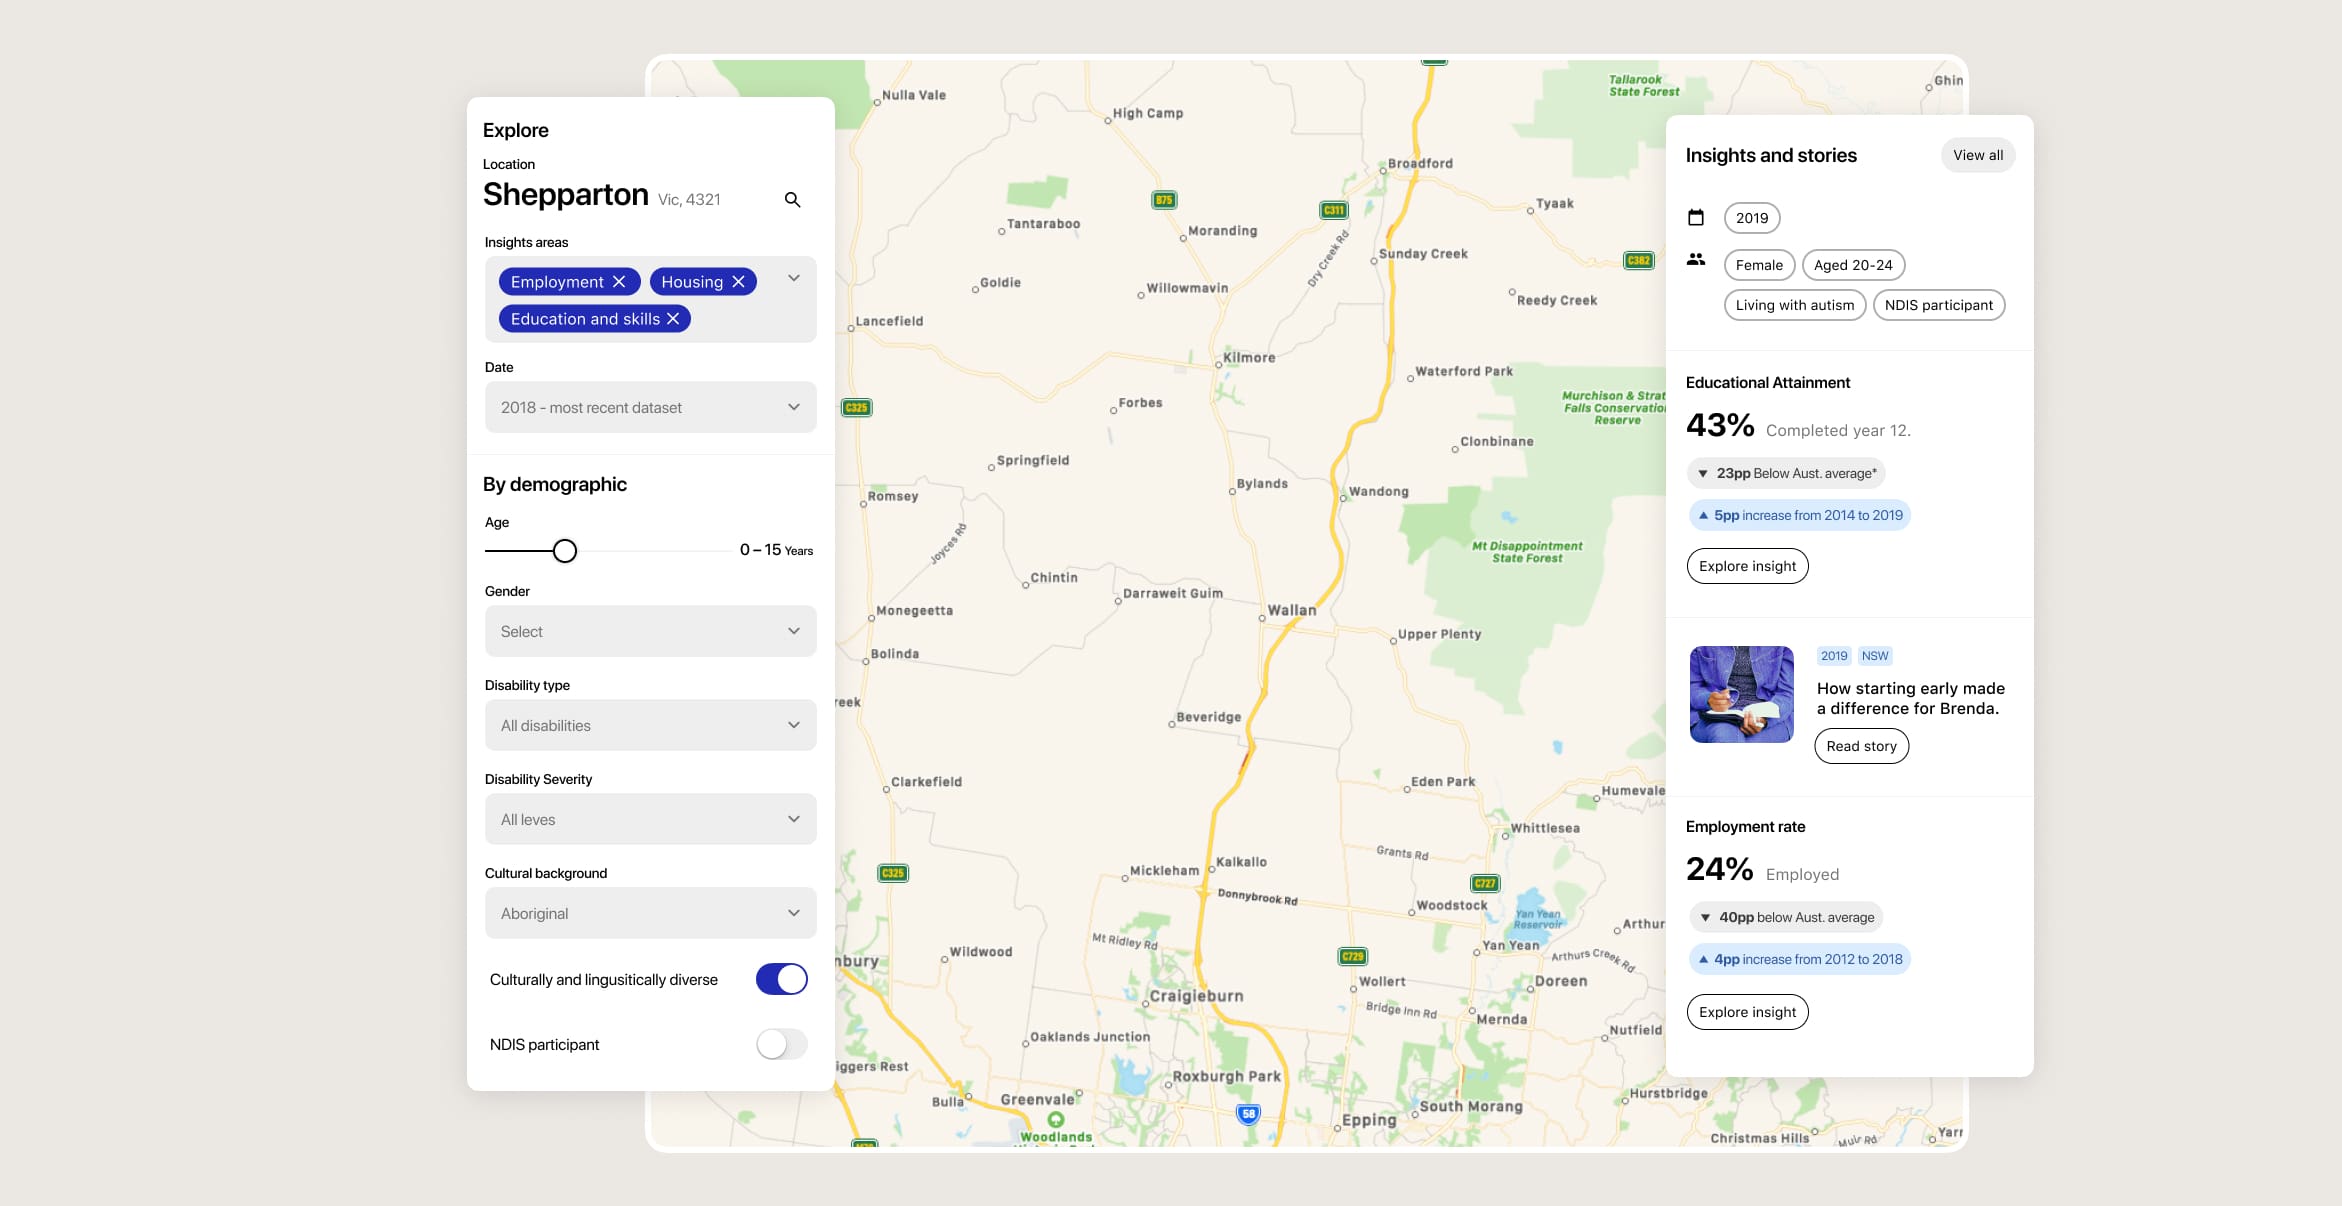 Explore
Location
Shepparton Vic, 4321
Insights areas
Employment
Housing
Education and skills
Date
2018 - most recent dataset
By demographic
Age
0 – 15 Years
Gender
Select
Disability type
All disabilities
Disability Severity
All leves
Cultural background
Aboriginal
Culturally and lingusitically diverse
NDIS participant
Nulla Vale
High Camp
Tallarook
State Forest
Ghin
Broadford
B75
C311
Tyaak
Tantaraboo
Moranding
Dry Creek Rd
Sunday Creek
C382
Goldie
Willowmavin
Reedy Creek
Lancefield
Kilmore
Waterford Park
C325
Forbes
Murchison & Strat
Falls Conservation
Reserve
Clonbinane
Springfield
Romsey
Bylands
Wandong
Joyces Rd
Mt Disappointment
State Forest
Chintin
Darraweit Guim
Monegeetta
Wallan
Upper Plenty
Bolinda
reek
Beveridge
Clarkefield
Eden Park
Humevale
Whittlesea
Grants Rd
Kalkallo
Mickleham
C325
C727
Donnybrook Rd
Woodstock
Yan Yean
Reservoir
Arthur
Mt Ridley Rd
Yan Yean
Wildwood
nbury
C729
Arthurs Creek Rd
Wollert
Doreen
Craigieburn
Bridge Inn Rd
Mernda
Nutfield
Oaklands Junction
iggers Rest
Roxburgh Park
Hurstbridge
Bulla
Greenvale
58
South Morang
Epping
Woodlands
Christmas Hills
Muir Rd
Yarr
Insights and stories
View all
2019
Female
Aged 20-24
Living with autism
NDIS participant
Educational Attainment
43% Completed year 12.
23pp Below Aust. average*
5pp increase from 2014 to 2019
Explore insight
2019 NSW
How starting early made
a difference for Brenda.
Read story
Employment rate
24% Employed
40pp below Aust. average
4pp increase from 2012 to 2018
Explore insight